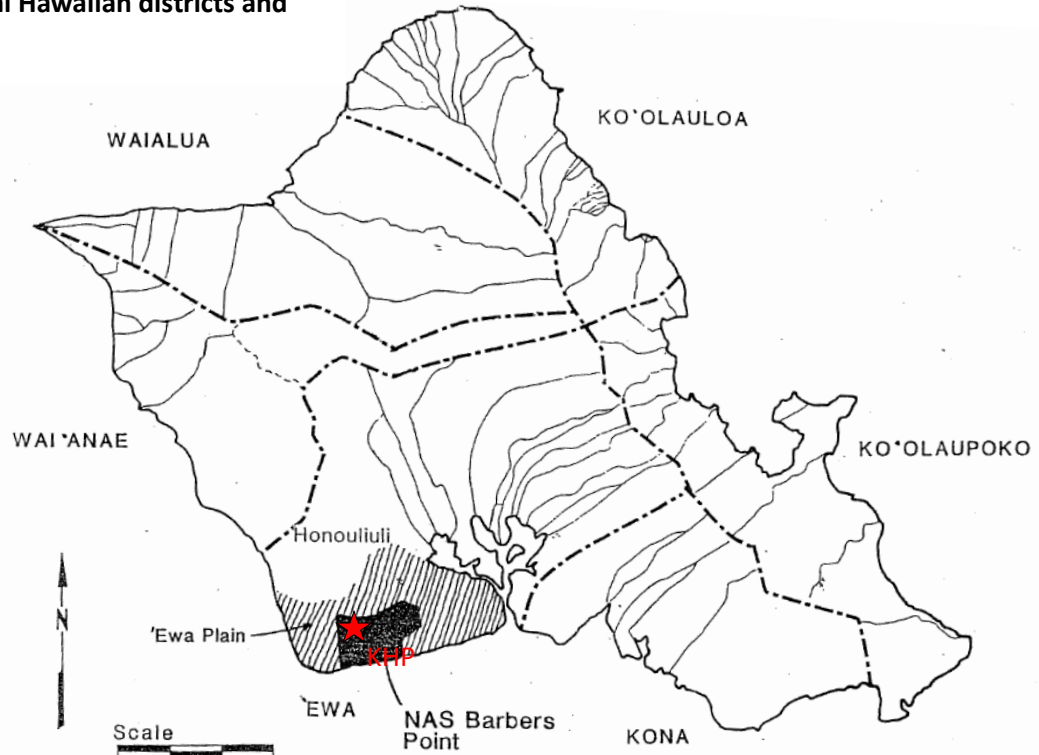 Hawaiian districts and
KO'OLAULOA
WAIALUA
WAI'ANAE
KO'OLAUPOKO
Honouliuli
N
'Ewa Plain
KHP
'EWA
NAS Barbers
Point
KONA
Scale